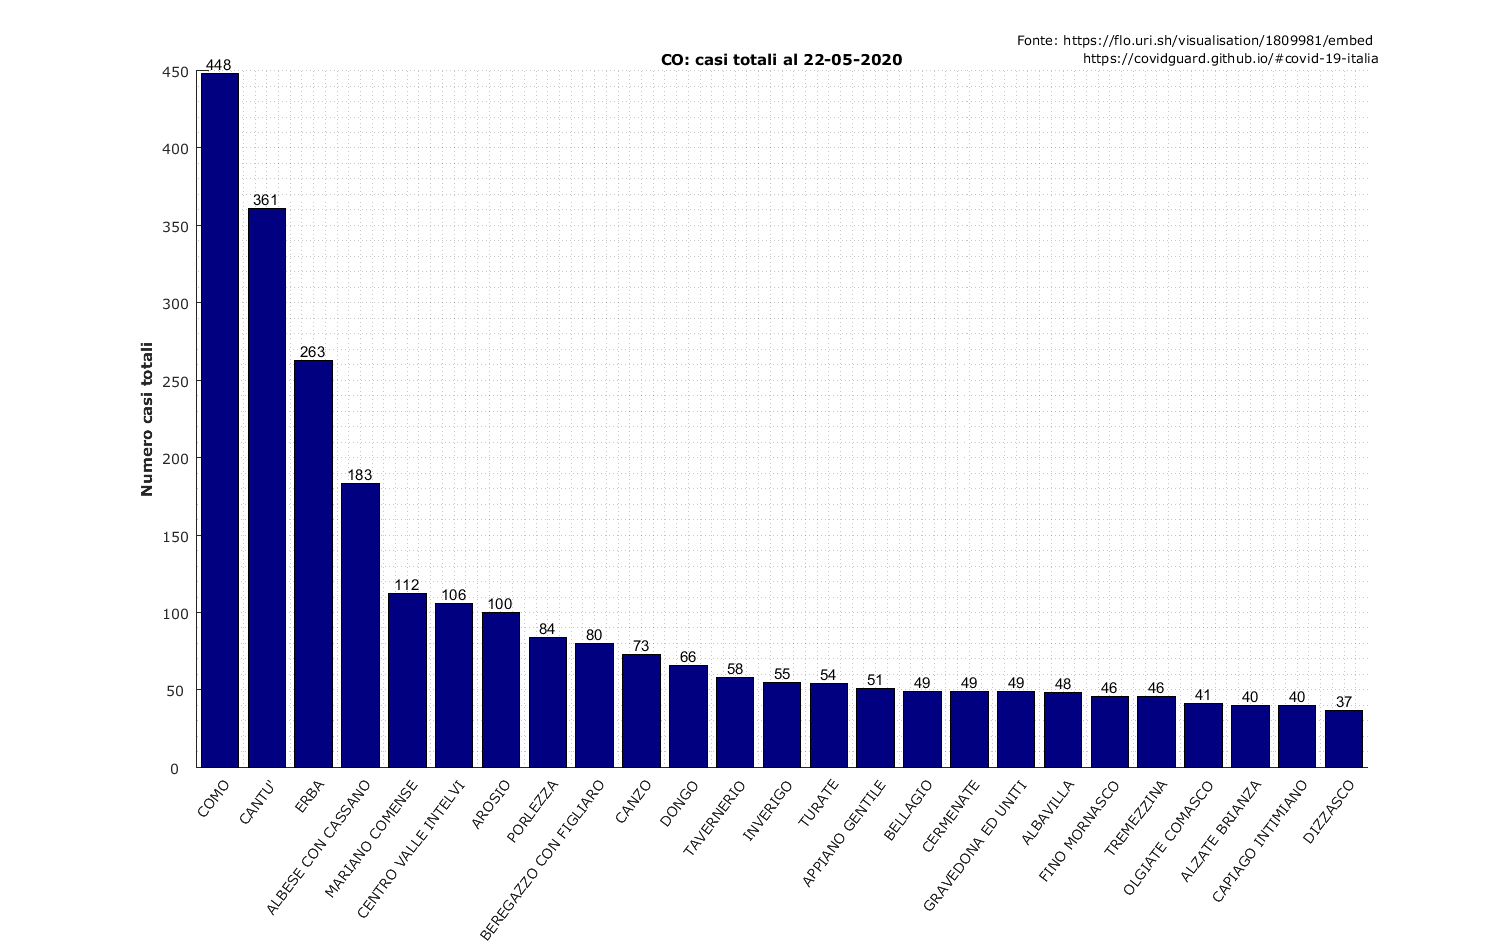 Fonte: https://flo.uri.sh/visualisation/1809981/embed
https://covidguard.github.io/#covid-19-italia
CO: casi totali al 22-05-2020
Numero casi totali
450
400
350
300
250
200
150
100
50
0
448
361
263
183
112
106
100
84
80
73
66
58
55
54
51
49
49
49
48
46
46
41
40
40
37
COMO
CANTU'
ERBA
ALBESE CON CASSANO
MARIANO COMENSE
CENTRO VALLE INTELVI
AROSIO
PORLEZZA
BEREGAZZO CON FIGLIARO
CANZO
DONGO
TAVERNERIO
INVERIGO
TURATE
APPIANO GENTILE
BELLAGIO
CERMENATE
GRAVEDONA ED UNITI
ALBAVILLA
FINO MORNASCO
TREMEZZINA
OLGIATE COMASCO
ALZATE BRIANZA
CAPIAGO INTIMIANO
DIZZASCO